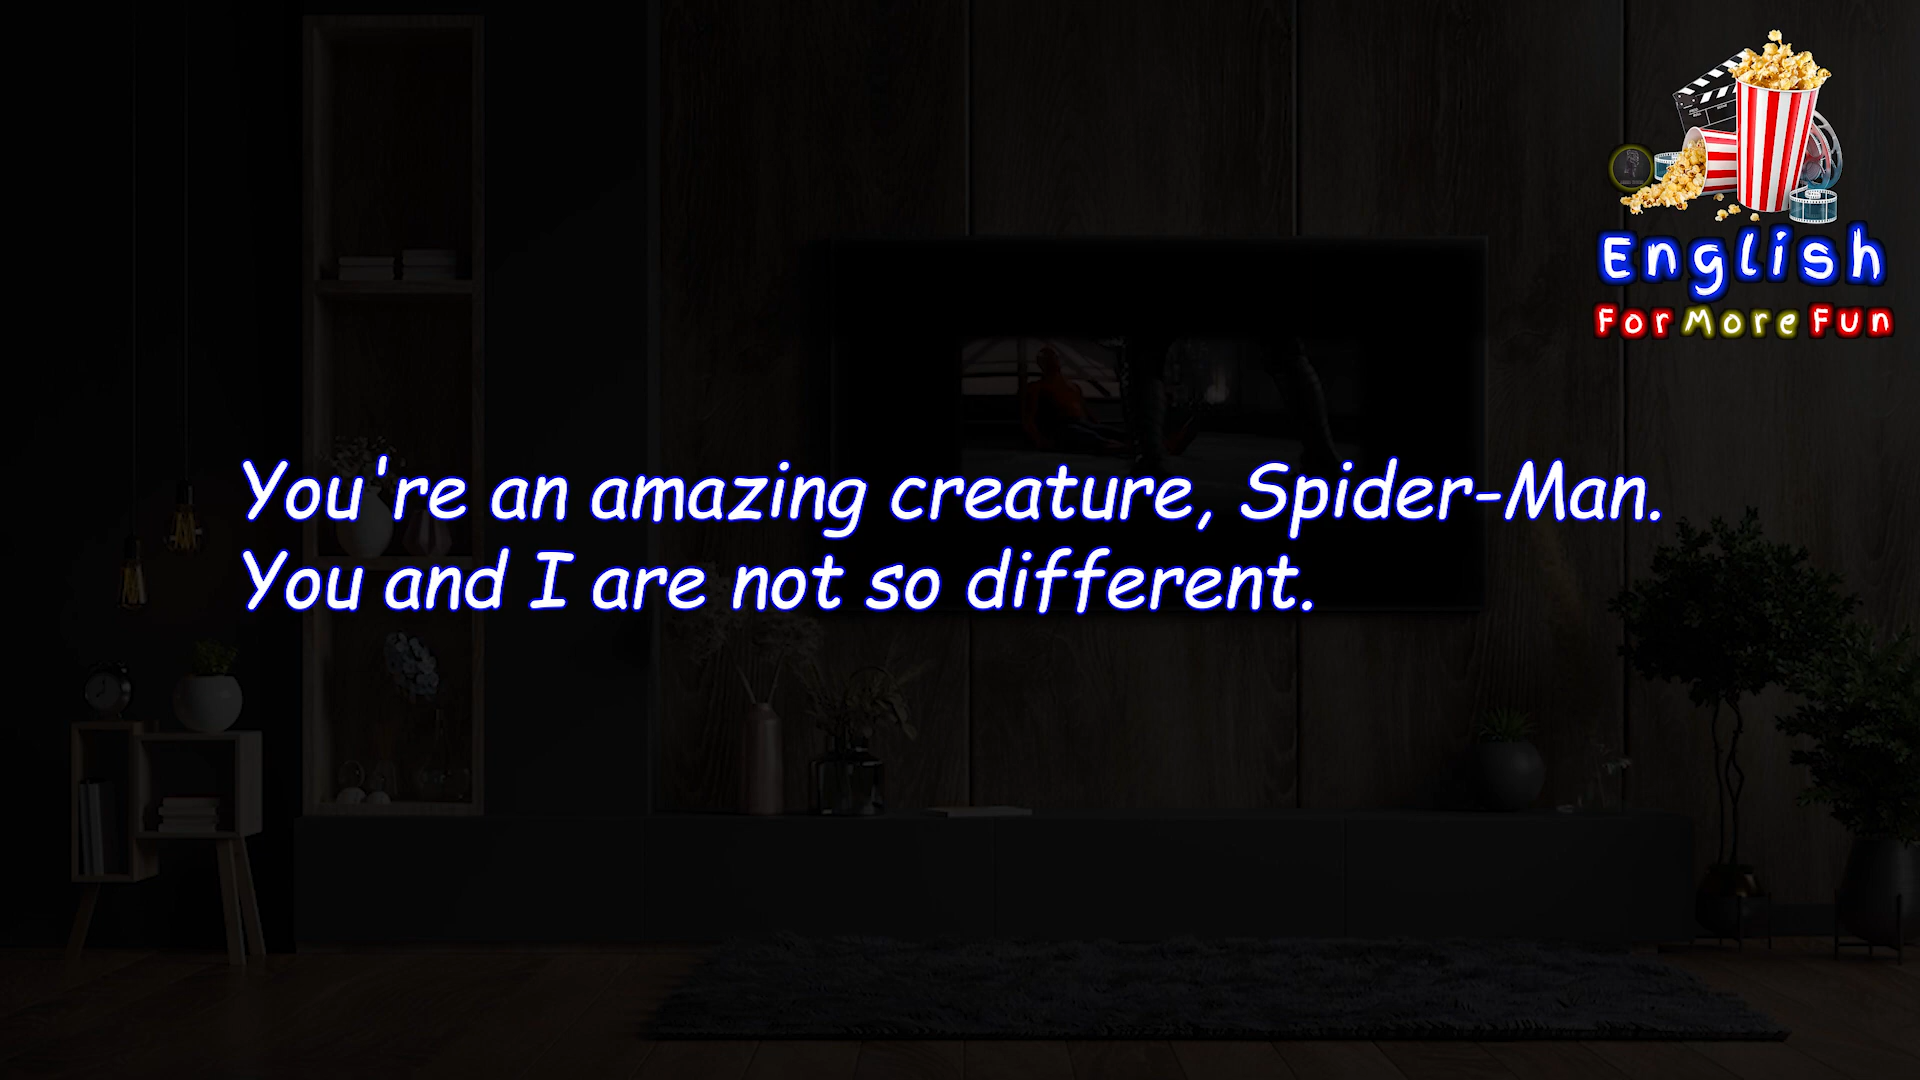 English
For More Fun
You're an amazing creature, Spider-Man.
You and I are not so different.